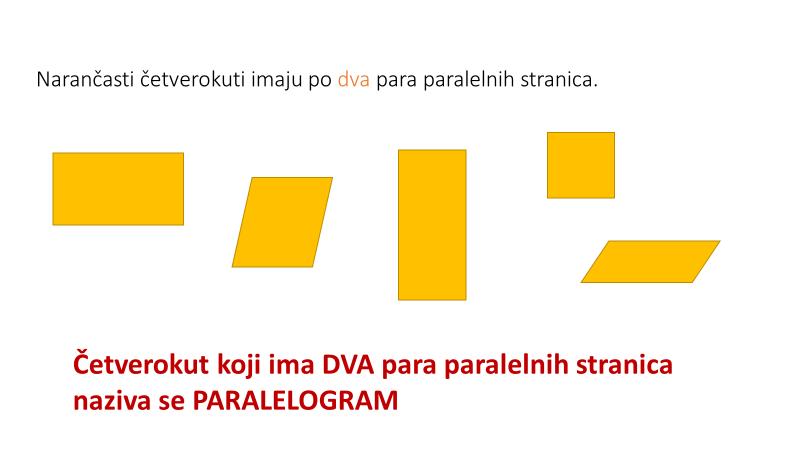 Narančasti četverokuti imaju po dva para paralelnih stranica.
Četverokut koji ima DVA para paralelnih stranica
naziva se PARALELOGRAM